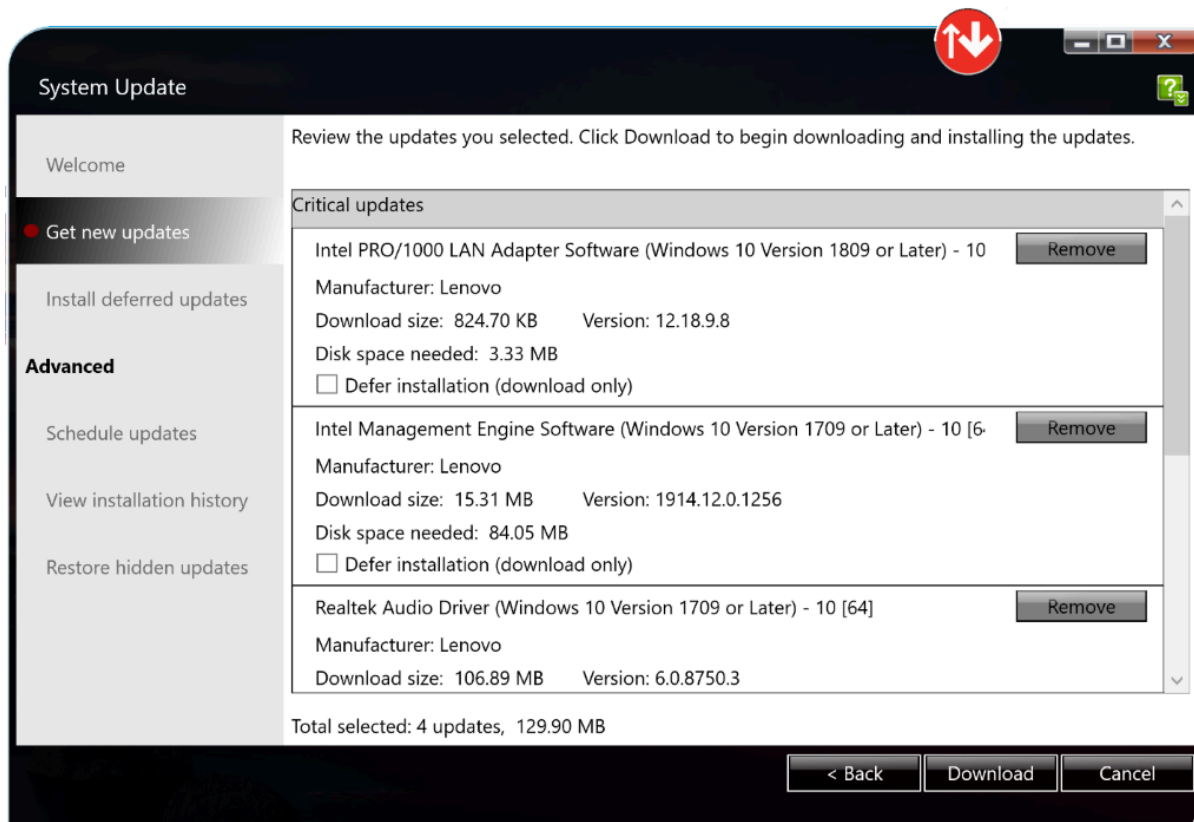 System Update
Welcome
Get new updates
Install deferred updates
Advanced
Schedule updates
View installation history
Restore hidden updates
Review the updates you selected. Click Download to begin downloading and installing the updates.
Critical updates
Intel PRO/1000 LAN Adapter Software (Windows 10 Version 1809 or Later) - 10
Remove
Manufacturer: Lenovo
Download size: 824.70 KB Version: 12.18.9.8
Disk space needed: 3.33 MB
Defer installation (download only)
Intel Management Engine Software (Windows 10 Version 1709 or Later) - 10 [64
Remove
Manufacturer: Lenovo
Download size: 15.31 MB Version: 1914.12.0.1256
Disk space needed: 84.05 MB
Defer installation (download only)
Realtek Audio Driver (Windows 10 Version 1709 or Later) - 10 [64]
Remove
Manufacturer: Lenovo
Download size: 106.89 MB Version: 6.0.8750.3
Total selected: 4 updates, 129.90 MB
< Back
Download
Cancel